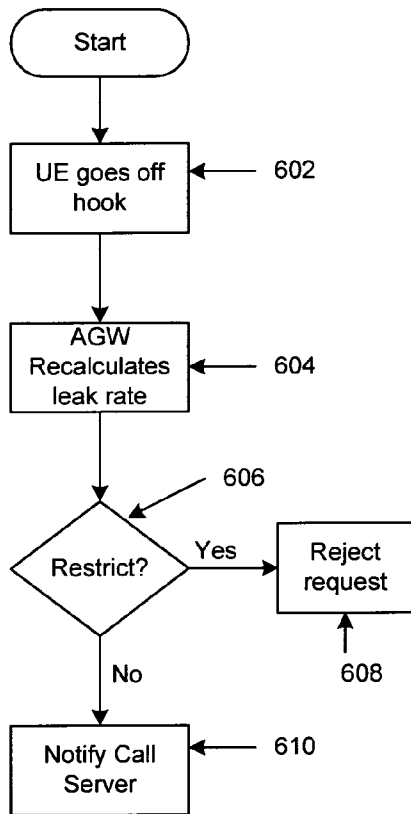 Start
UE goes off
hook
602
AGW
Recalculates
leak rate
604
606
Restrict?
Yes
Reject
request
608
No
Notify Call
Server
610